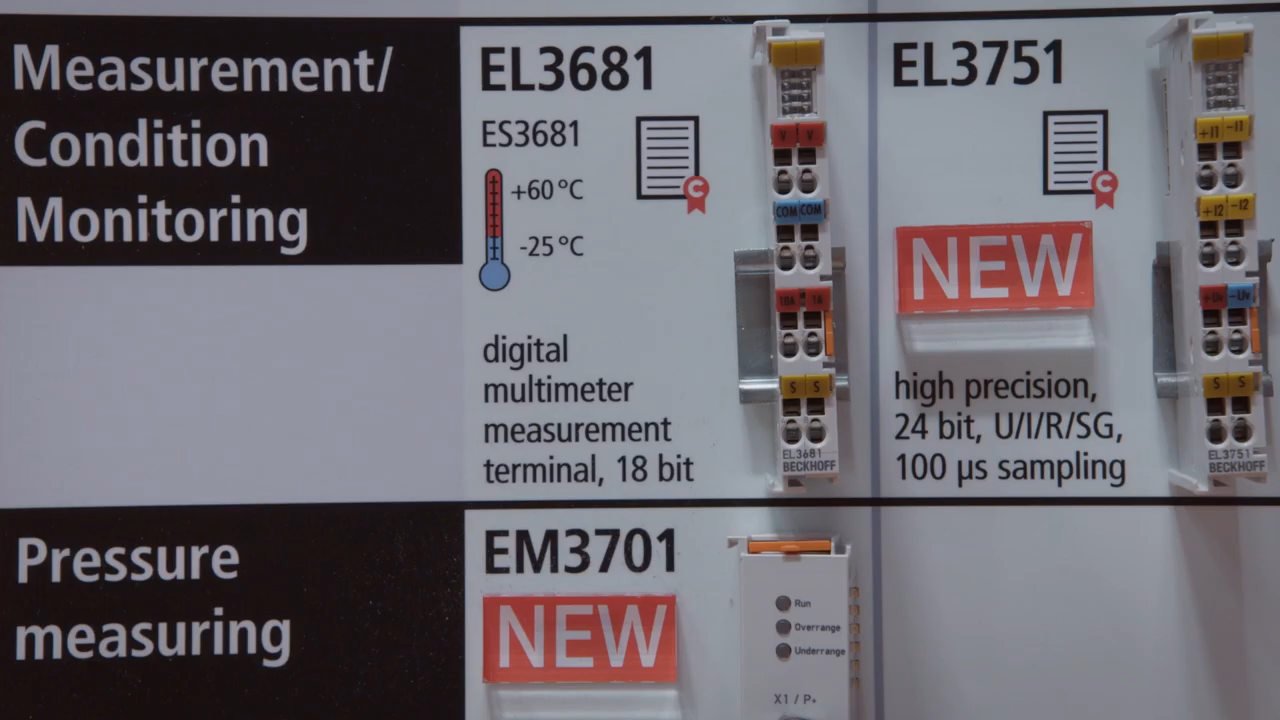 Measurement/
Condition
Monitoring
EL3681
ES3681
+60 °C
-25 °C
C
digital
multimeter
measurement
terminal, 18 bit
V V
COM COM
10A 1A
S S
EL3681
BECKHOFF
EL3751
C
NEW
high precision,
24 bit, U/I/R/SG,
100 µs sampling
+I1 -I1
+I2 -I2
+Uv -Uv
S S
EL3751
BECKHOFF
Pressure
measuring
EM3701
NEW
Run
Overrange
Underrange
X1 / P+